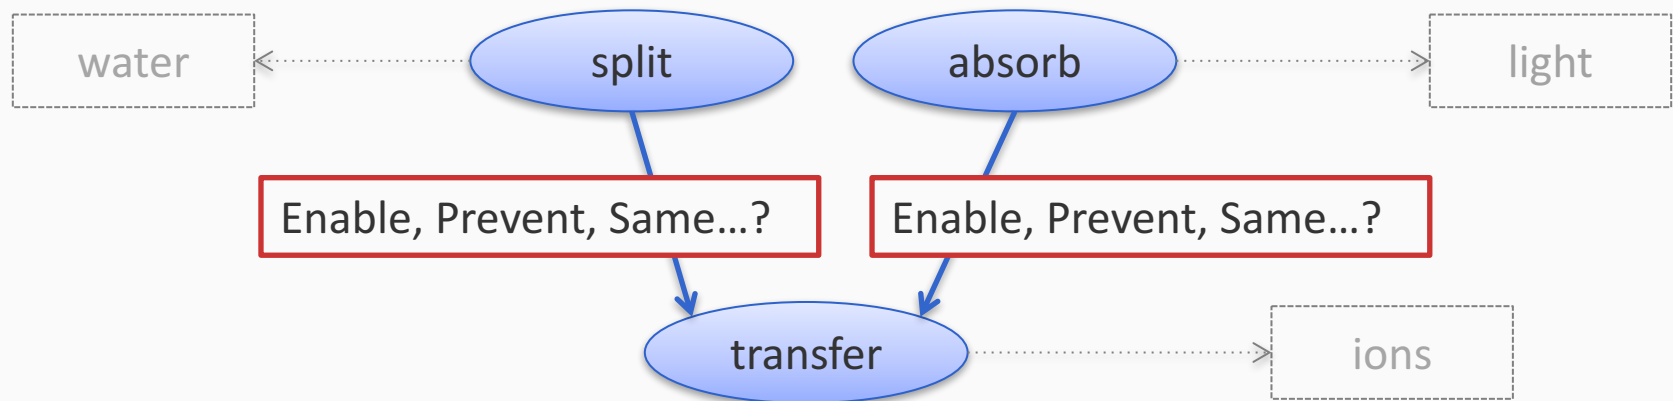 water
split
absorb
light
Enable, Prevent, Same...?
Enable, Prevent, Same...?
transfer
ions